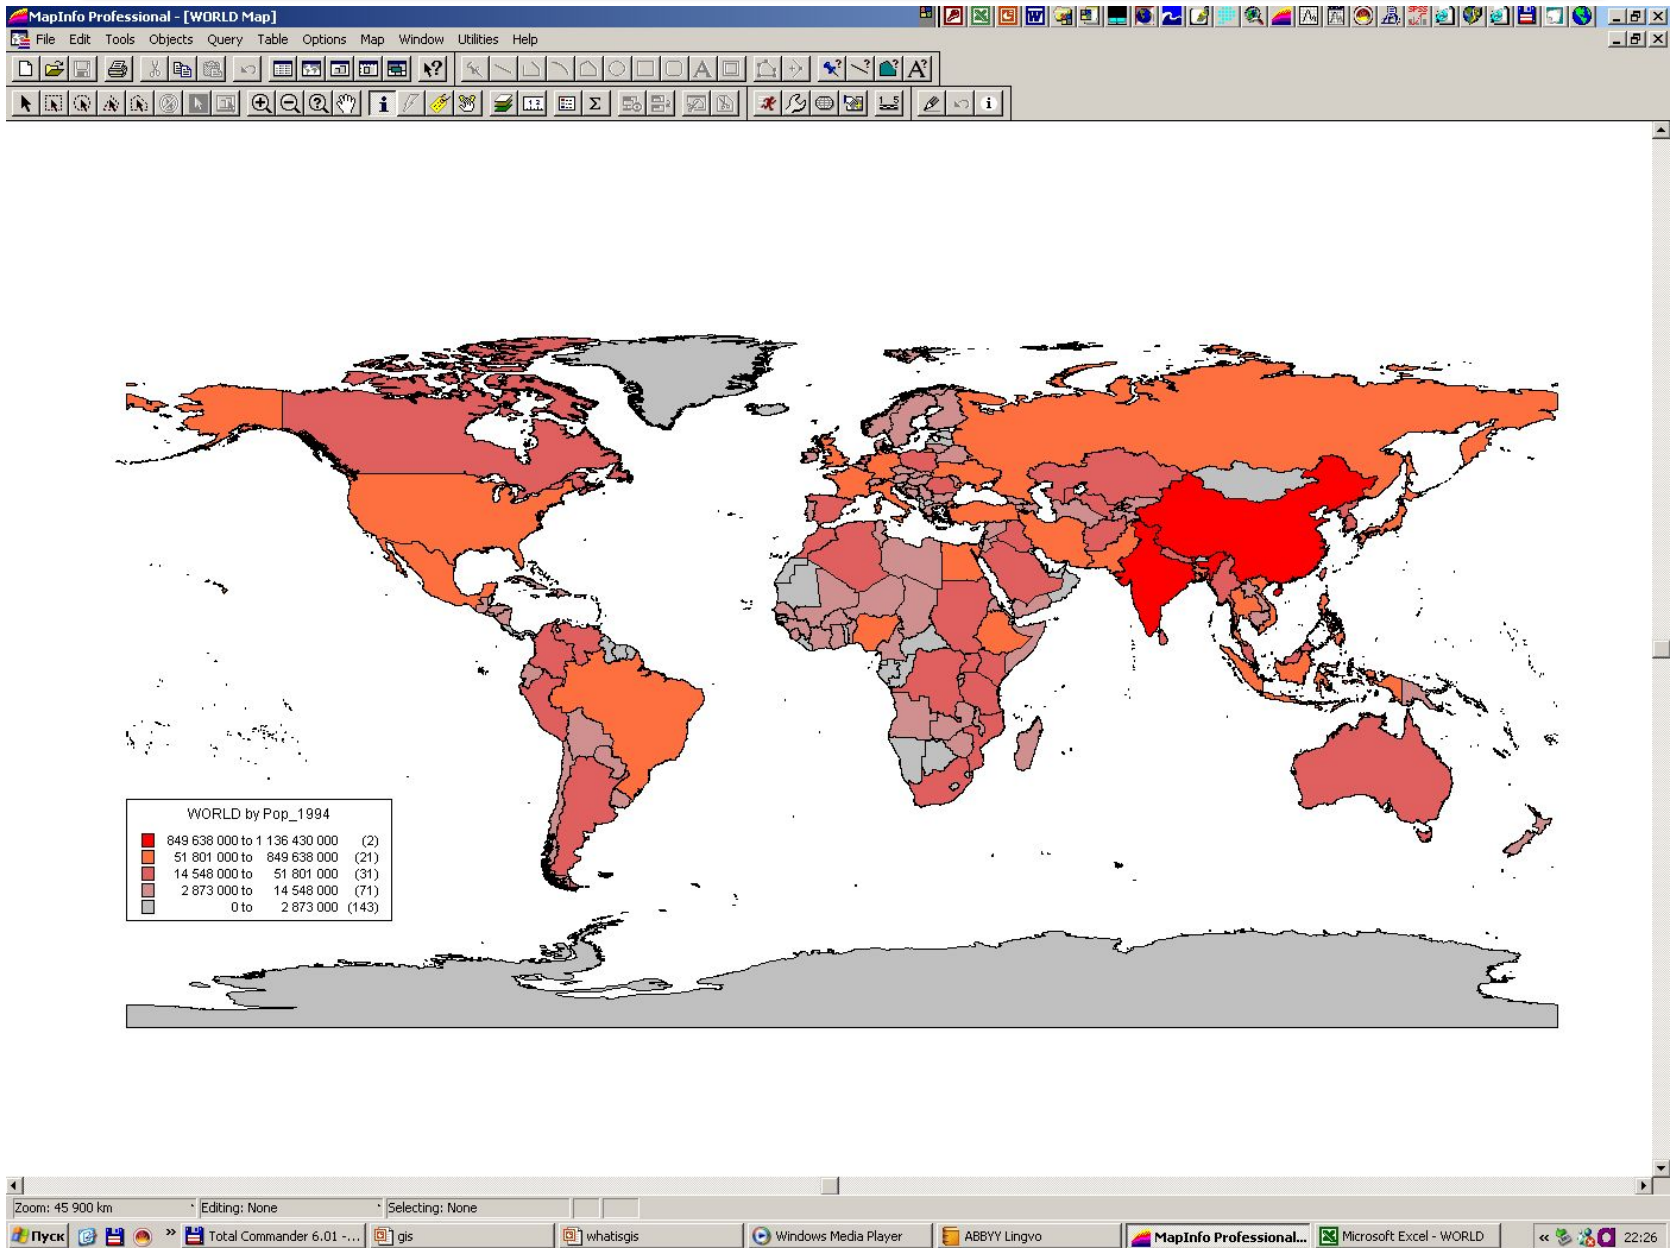 MapInfo Professional - [WORLD Map]
File Edit Tools Objects Query Table Options Map Window Utilities Help
WORLD by Pop_1994
849 638 000 to 1 136 430 000 (2)
51 801 000 to 849 638 000 (21)
14 548 000 to 51 801 000 (31)
2 873 000 to 14 548 000 (71)
0 to 2 873 000 (143)
Zoom: 45 900 km Editing: None Selecting: None
Пуск Total Commander 6.01 -... gis whatisgis Windows Media Player ABBYY Lingvo MapInfo Professional... Microsoft Excel - WORLD 22:26